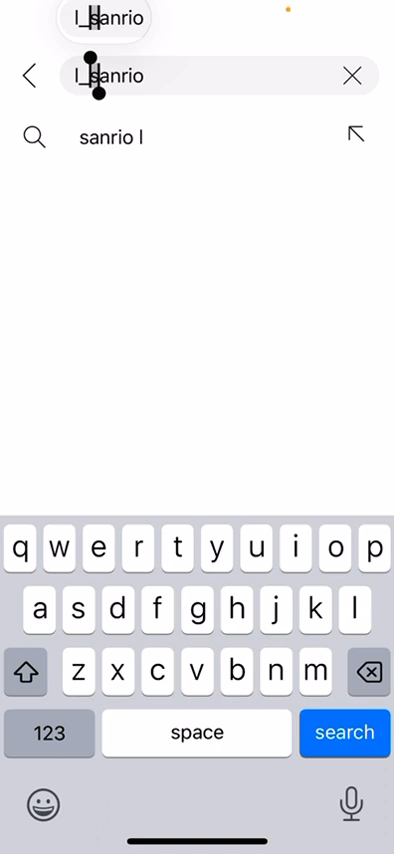 l_sanrio
l_sanrio
sanrio l
q w e r t y u i o p
a s d f g h j k l
z x c v b n m
123 space search